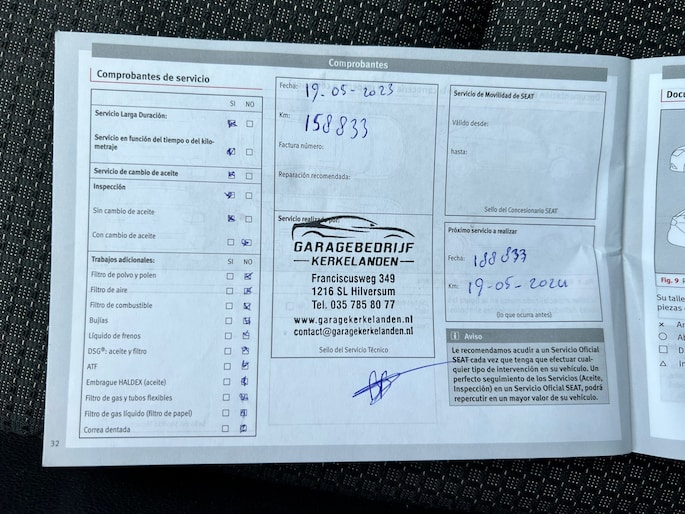 Comprobantes
Comprobantes de servicio
SI NO
Servicio Larga Duración:
Servicio en función del tiempo o del kilo-
metraje
Servicio de cambio de aceite
Inspección
Sin cambio de aceite
Con cambio de aceite
Trabajos adicionales:
Filtro de polvo y polen
Filtro de aire
Filtro de combustible
Bujías
Líquido de frenos
DSG®: aceite y filtro
ATF
Embrague HALDEX (aceite)
Filtro de gas y tubos flexibles
Filtro de gas líquido (filtro de papel)
Correa dentada
32
Fecha: 19-05-2023
Km: 158833
Factura número:
Reparación recomendada:
Servicio realizado por:
GARAGEBEDRIJF
KERKELANDEN
Franciscusweg 349
1216 SL Hilversum
Tel. 035 785 80 77
www.garagekerkelanden.nl
contact@garagekerkelanden.nl
Sello del Servicio Técnico
Servicio de Movilidad de SEAT
Válido desde:
hasta:
Sello del Concesionario SEAT
Próximo servicio a realizar
Fecha: 188833
Km: 19-05-2024
(lo que ocurra antes)
i Aviso
Le recomendamos acudir a un Servicio Oficial
SEAT cada vez que tenga que efectuar cual-
quier tipo de intervención en su vehículo. Un
perfecto seguimiento de los Servicios (Aceite,
Inspección) en un Servicio Oficial SEAT, podrá
repercutir en un mayor valor de su vehículo.
Docu
Fig. 9
Su talle
piezas